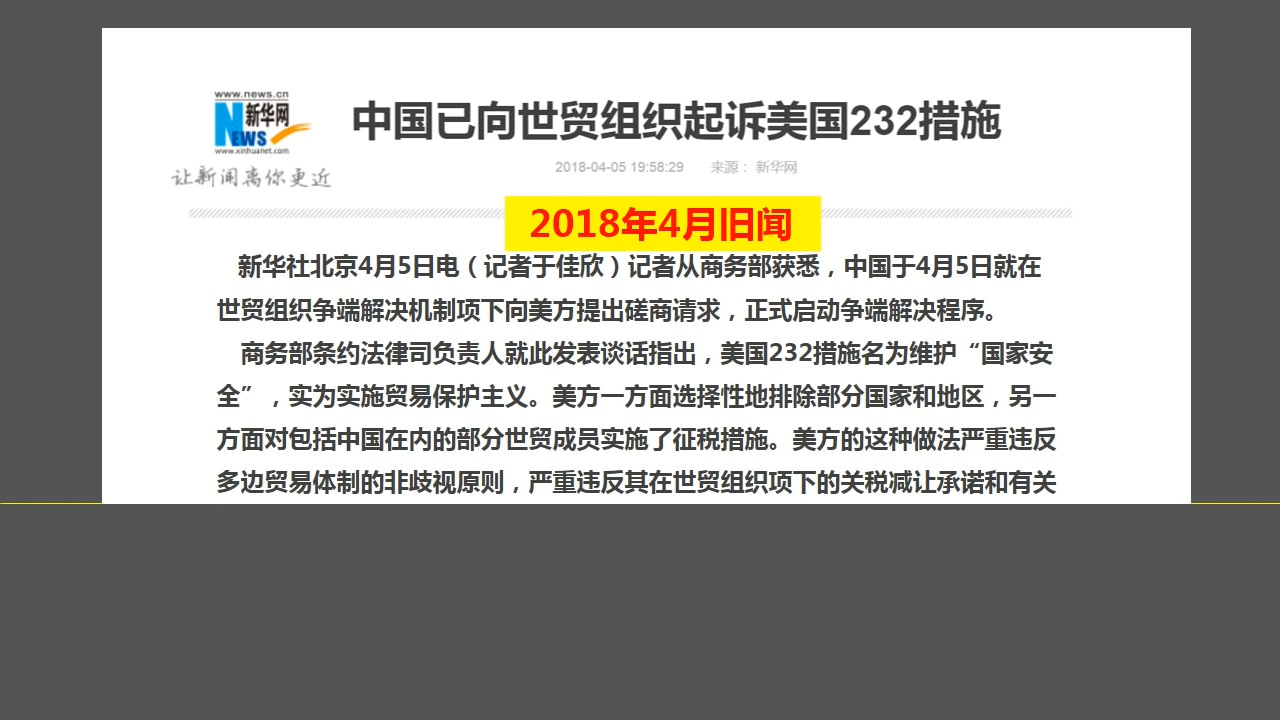 www.news.cn
新华网
NEWS
www.xinhuanet.com
让新闻离你更近
中国已向世贸组织起诉美国232措施
2018-04-05 19:58:29 来源： 新华网
2018年4月旧闻
新华社北京4月5日电（记者于佳欣）记者从商务部获悉，中国于4月5日就在
世贸组织争端解决机制项下向美方提出磋商请求，正式启动争端解决程序。
商务部条约法律司负责人就此发表谈话指出，美国232措施名为维护“国家安
全”，实为实施贸易保护主义。美方一方面选择性地排除部分国家和地区，另一
方面对包括中国在内的部分世贸成员实施了征税措施。美方的这种做法严重违反
多边贸易体制的非歧视原则，严重违反其在世贸组织项下的关税减让承诺和有关